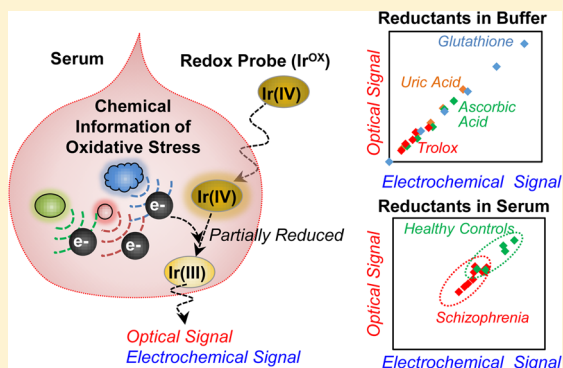 Serum
Redox Probe (Ir^OX)
Ir(IV)
Chemical
Information of
Oxidative Stress
Ir(IV)
e-
e-
e-
Partially Reduced
Ir(III)
Optical Signal
Electrochemical Signal
Reductants in Buffer
Optical Signal
Glutathione
Uric Acid
Ascorbic
Acid
Trolox
Electrochemical Signal
Reductants in Serum
Optical Signal
Healthy Controls
Schizophrenia
Electrochemical Signal